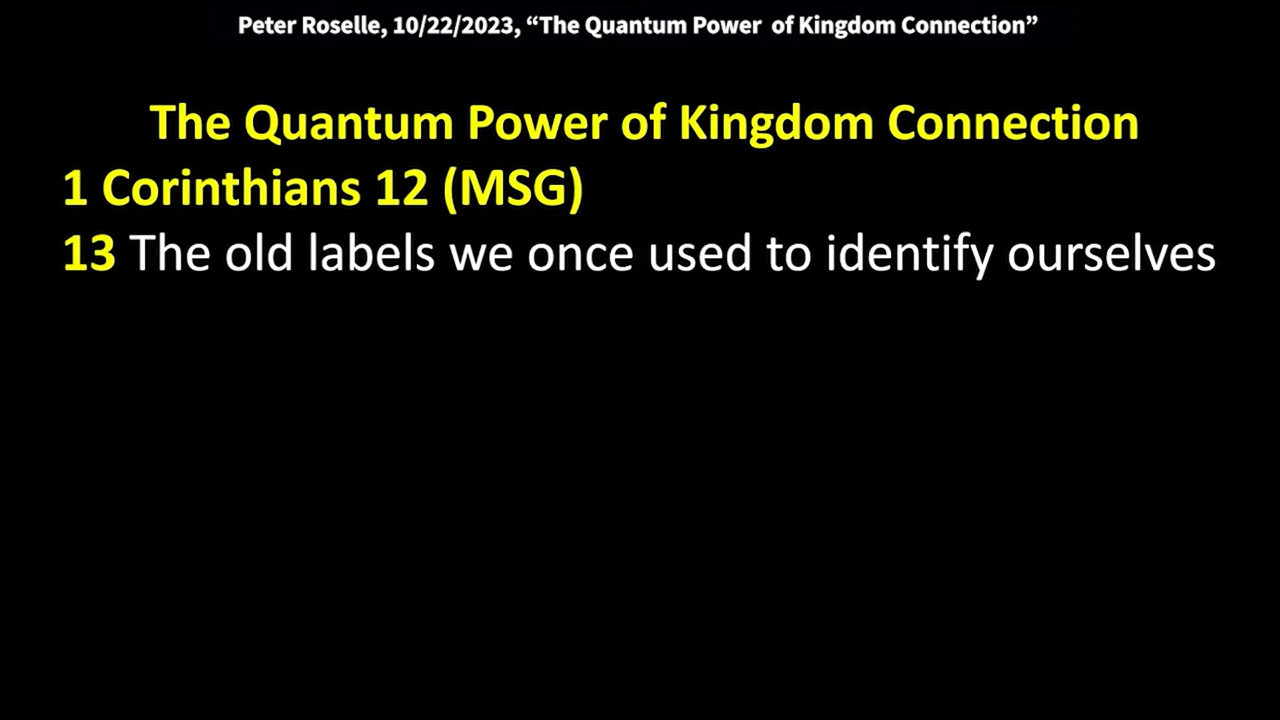 Peter Roselle, 10/22/2023, “The Quantum Power of Kingdom Connection”
The Quantum Power of Kingdom Connection
1 Corinthians 12 (MSG)
13 The old labels we once used to identify ourselves